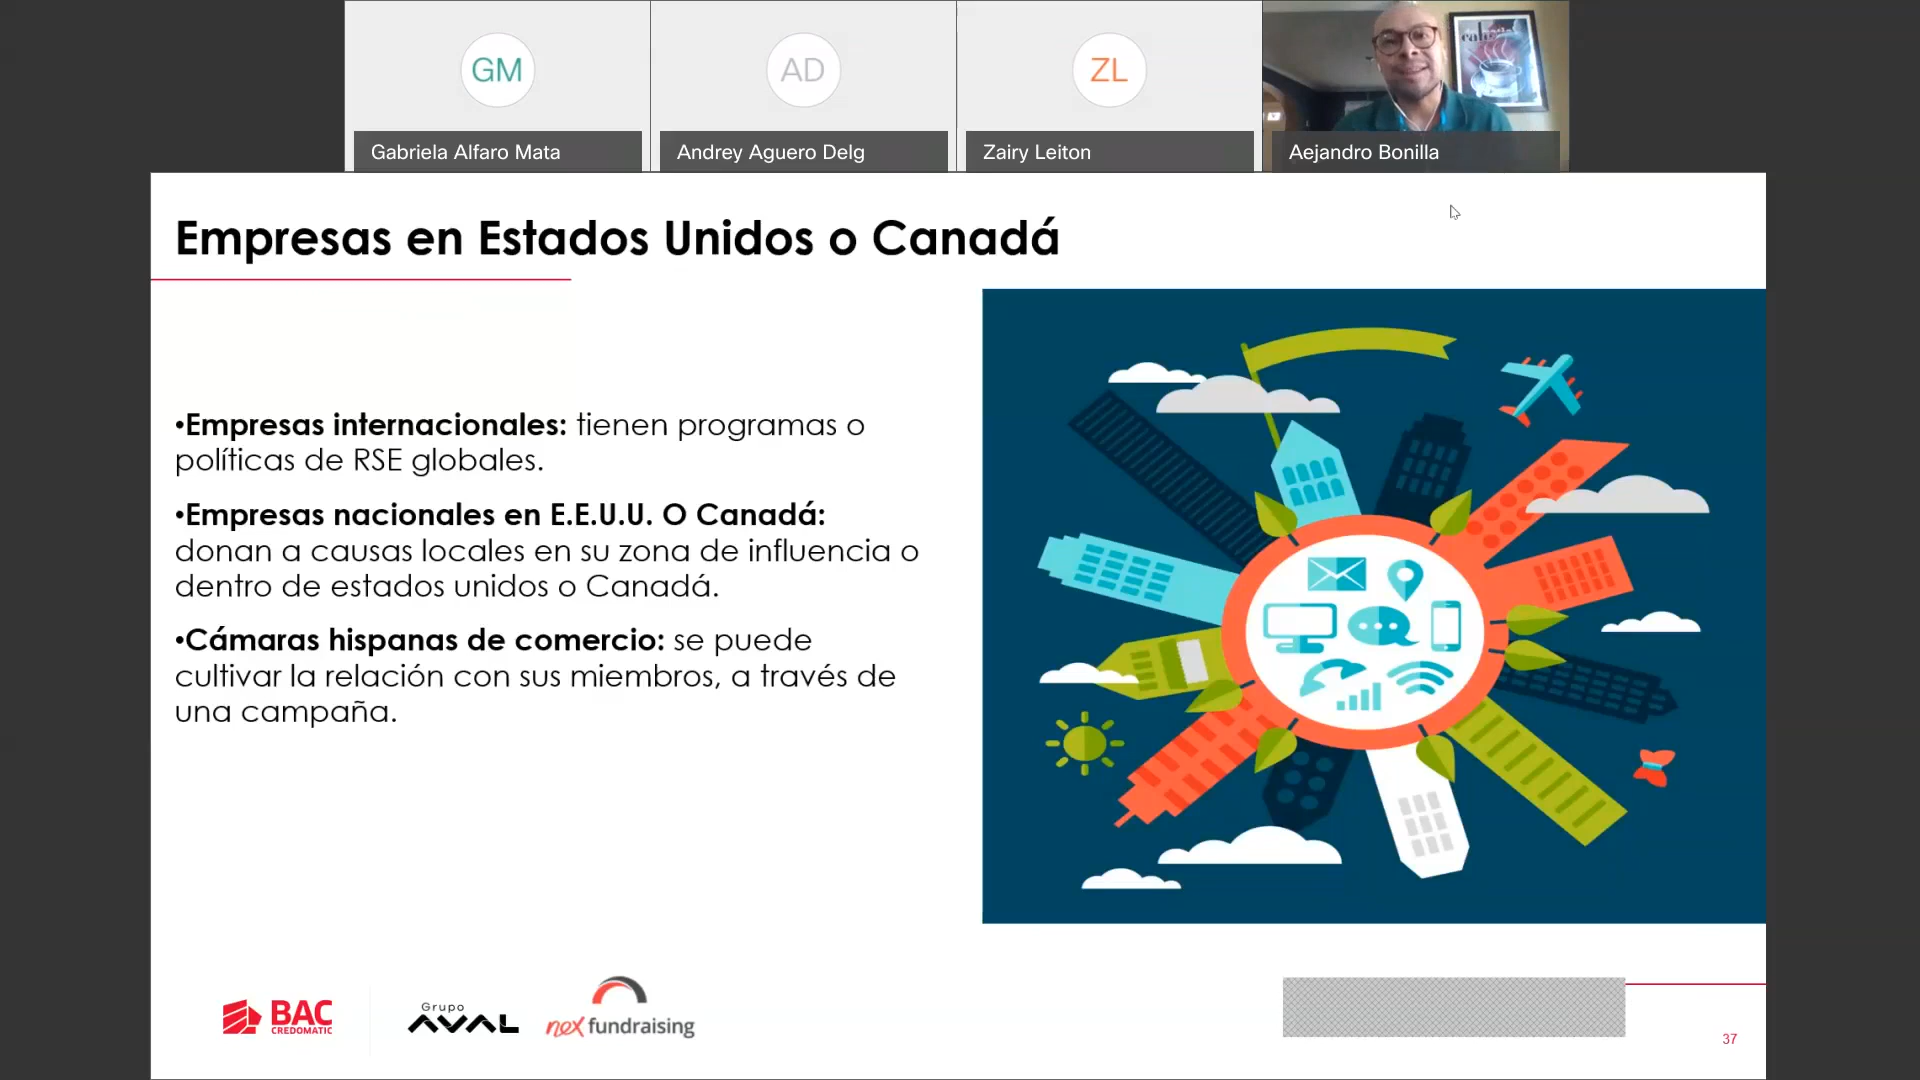 GM
AD
ZL
Gabriela Alfaro Mata
Andrey Aguero Delg
Zairy Leiton
Aejandro Bonilla
Empresas en Estados Unidos o Canadá
•Empresas internacionales: tienen programas o
políticas de RSE globales.
•Empresas nacionales en E.E.U.U. O Canadá:
donan a causas locales en su zona de influencia o
dentro de estados unidos o Canadá.
•Cámaras hispanas de comercio: se puede
cultivar la relación con sus miembros, a través de
una campaña.
BAC
CREDOMATIC
Grupo
AVAL
nex fundraising
37